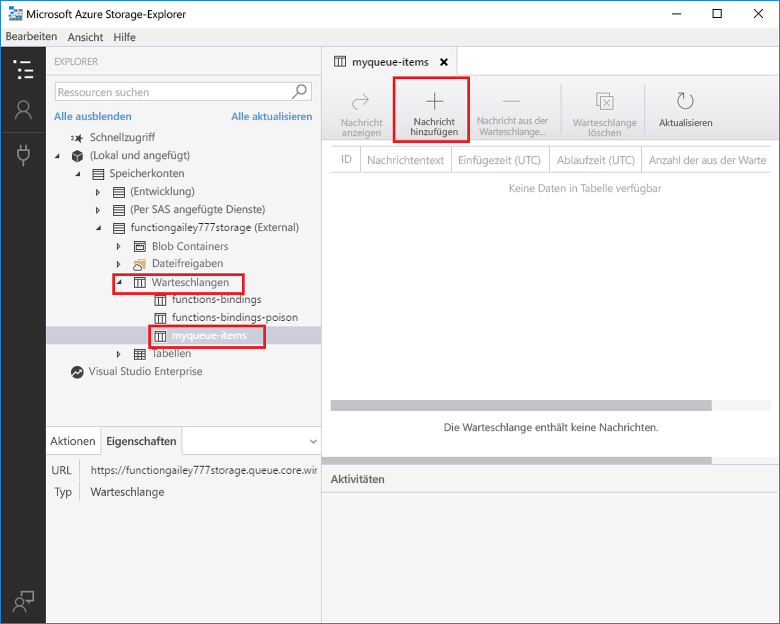 Microsoft Azure Storage-Explorer
Bearbeiten Ansicht Hilfe
EXPLORER
Ressourcen suchen
Alle ausblenden Alle aktualisieren
Schnellzugriff
(Lokal und angefügt)
Speicherkonten
(Entwicklung)
(Per SAS angefügte Dienste)
functiongailey777storage (External)
Blob Containers
Dateifreigaben
Warteschlangen
functions-bindings
functions-bindings-poison
myqueue-items
Tabellen
Visual Studio Enterprise
Aktionen Eigenschaften
URL https://functiongailey777storage.queue.core.wir
Typ Warteschlange
myqueue-items
Nachricht
anzeigen
Nachricht
hinzufügen
Nachricht aus der
Warteschlange...
Warteschlange
löschen
Aktualisieren
ID Nachrichtentext Einfügezeit (UTC) Ablaufzeit (UTC) Anzahl der aus der Warte
Keine Daten in Tabelle verfügbar
Die Warteschlange enthält keine Nachrichten.
Aktivitäten